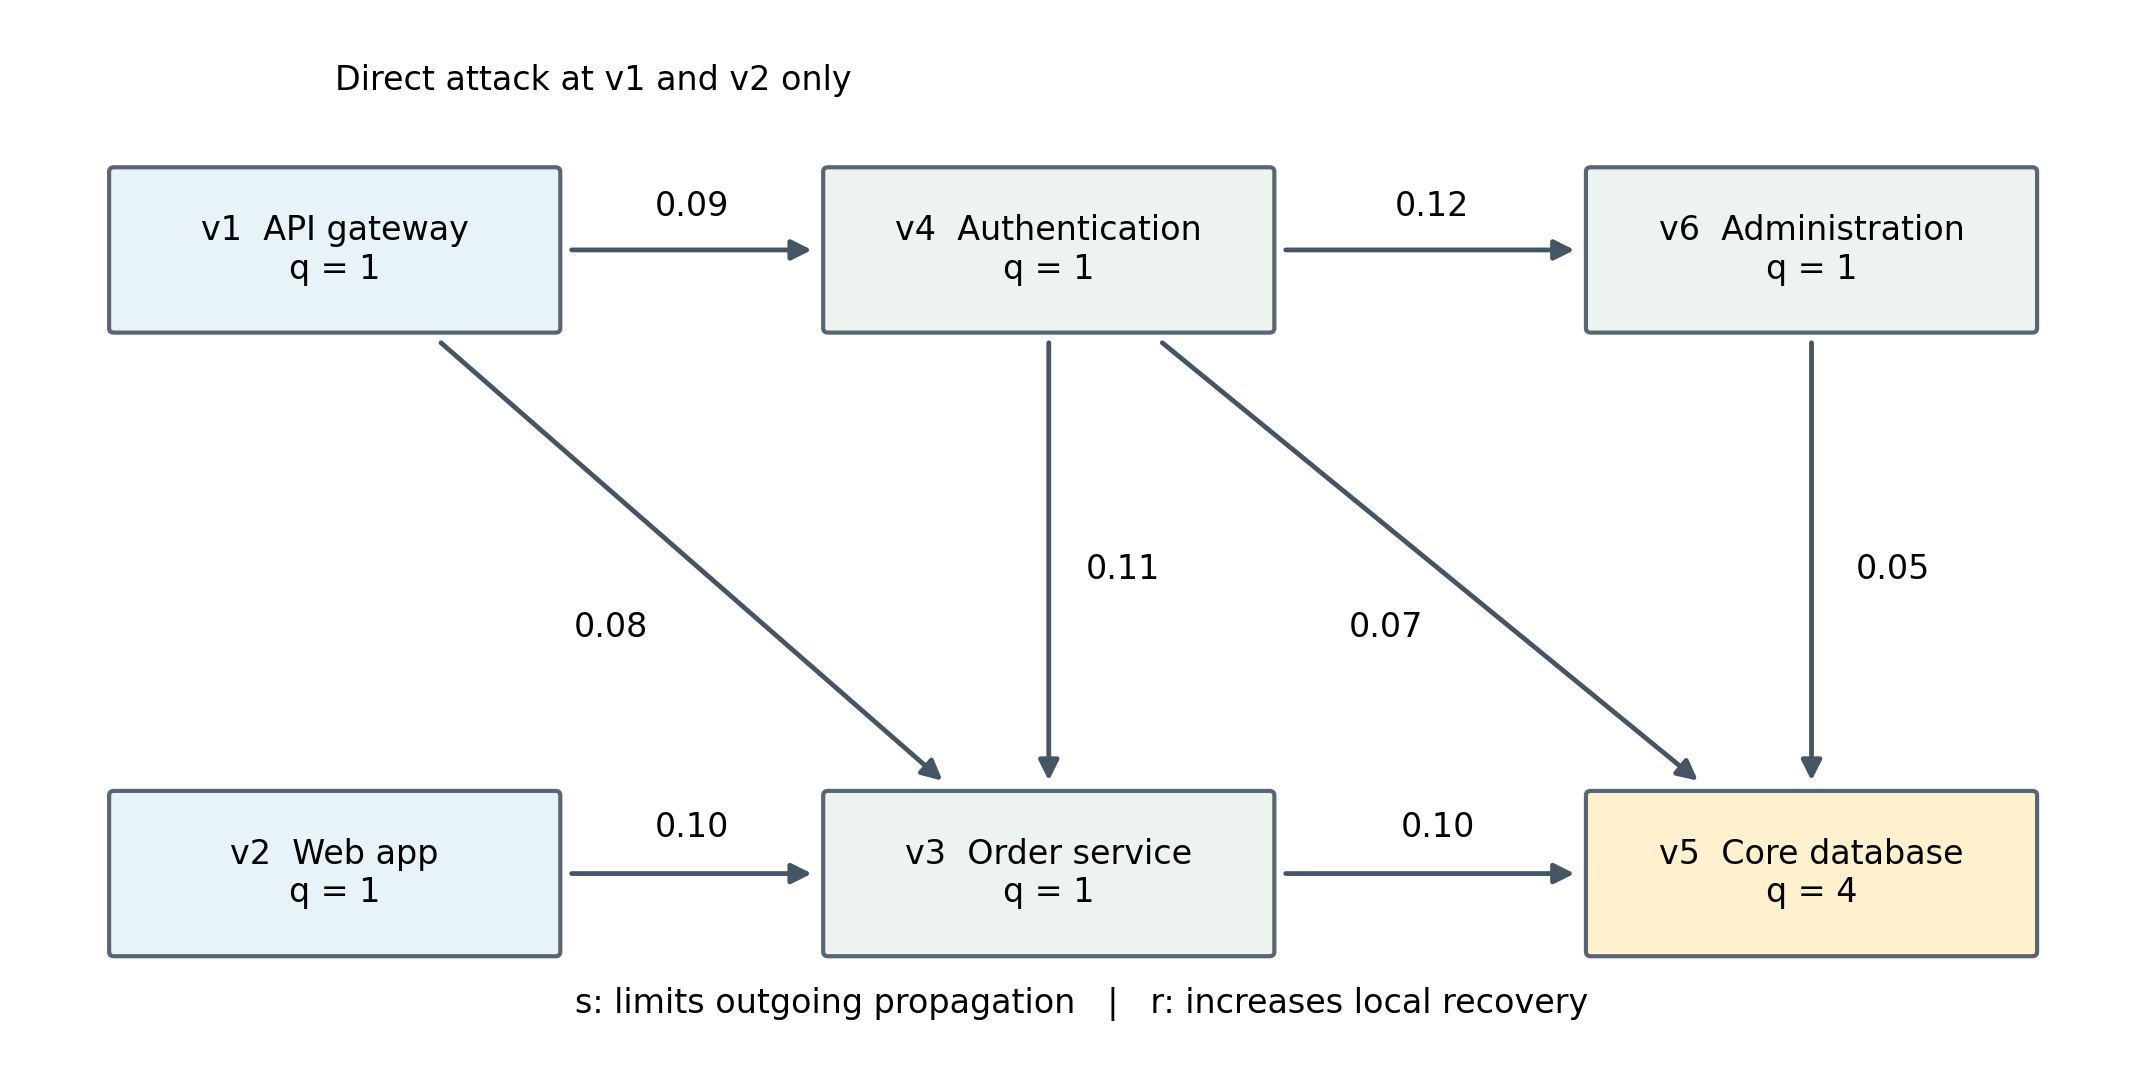 Direct attack at v1 and v2 only
v1  API gateway
q = 1
0.09
v4  Authentication
q = 1
0.12
v6  Administration
q = 1
0.08
0.11
0.07
0.05
v2  Web app
q = 1
0.10
v3  Order service
q = 1
0.10
v5  Core database
q = 4
s: limits outgoing propagation   |   r: increases local recovery